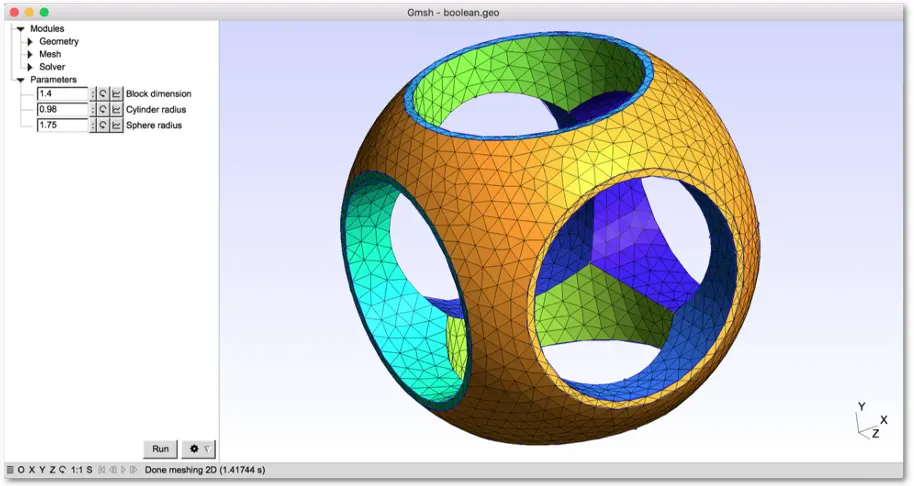 Gmsh - boolean.geo
Modules
Geometry
Mesh
Solver
Parameters
1.4 Block dimension
0.98 Cylinder radius
1.75 Sphere radius
Y
X
Z
Run
O X Y Z 1:1 S Done meshing 2D (1.41744 s)